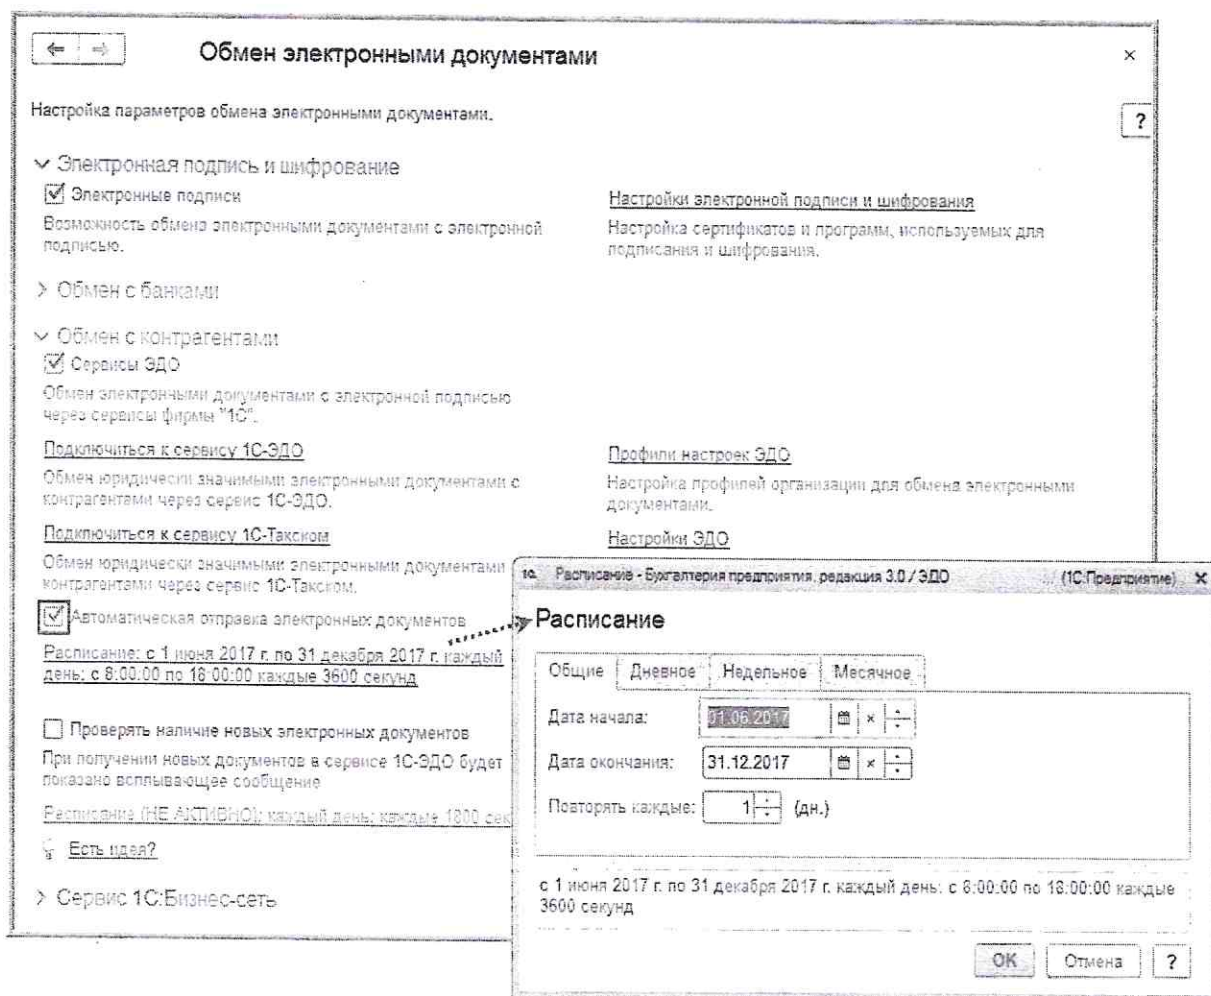 Обмен электронными документами
Настройка параметров обмена электронными документами.
?
Электронная подпись и шифрование
Электронные подписи
Возможность обмена электронными документами с электронной
подписью.
Настройки электронной подписи и шифрования
Настройка сертификатов и программ, используемых для
подписания и шифрования.
Обмен с банками
Обмен с контрагентами
Сервисы ЭДО
Обмен электронными документами с электронной подписью
через сервисы фирмы "1С".
Подключиться к сервису 1С-ЭДО
Обмен юридически значимыми электронными документами с
контрагентами через сервис 1С-ЭДО.
Профили настроек ЭДО
Настройка профилей организации для обмена электронными
документами.
Подключиться к сервису 1С-Такском
Обмен юридически значимыми электронными документами
контрагентами через сервис 1С-Такском.
Настройки ЭДО
Автоматическая отправка электронных документов
Расписание: с 1 июня 2017 г. по 31 декабря 2017 г. каждый
день; с 8:00:00 по 18:00:00 каждые 3600 секунд
Проверять наличие новых электронных документов
При получении новых документов в сервисе 1С-ЭДО будет
показано всплывающее сообщение
Расписание (НЕ АКТИВНО): каждый день; каждые 1800 сек
Есть идея?
Сервис 1С:Бизнес-сеть
Расписание - Бухгалтерия предприятия, редакция 3.0 / ЭДО (1С:Предприятие)
Расписание
Общие Дневное Недельное Месячное
Дата начала: 01.06.2017
Дата окончания: 31.12.2017
Повторять каждые: 1 (дн.)
с 1 июня 2017 г. по 31 декабря 2017 г. каждый день; с 8:00:00 по 18:00:00 каждые
3600 секунд
OK Отмена ?